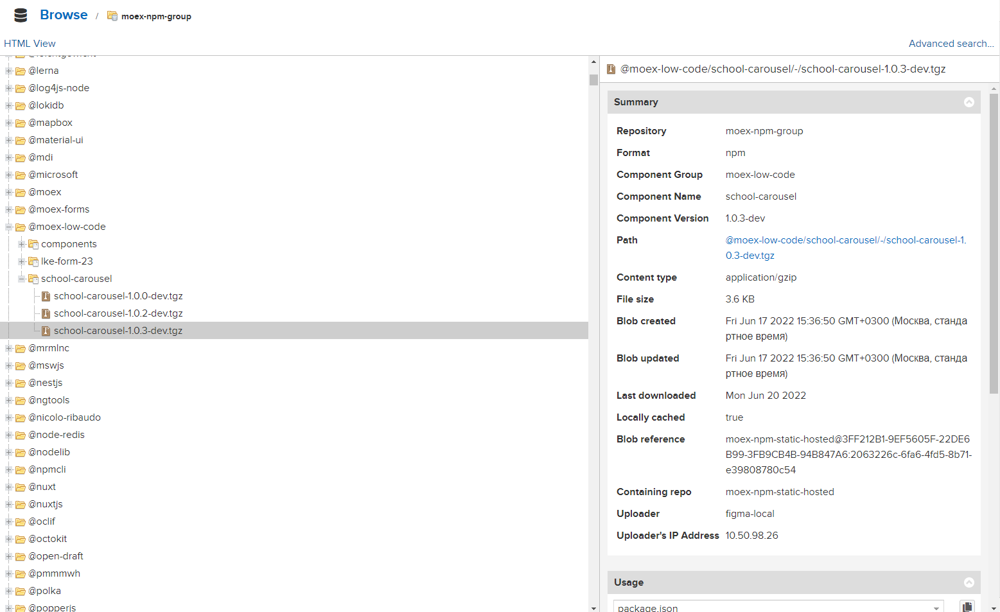 Browse / moex-npm-group
HTML View
Advanced search...
@lerna
@log4js-node
@lokidb
@mapbox
@material-ui
@mdi
@microsoft
@moex
@moex-forms
@moex-low-code
components
lke-form-23
school-carousel
school-carousel-1.0.0-dev.tgz
school-carousel-1.0.2-dev.tgz
school-carousel-1.0.3-dev.tgz
@mrmlnc
@mswjs
@nestjs
@ngtools
@nicolo-ribaudo
@node-redis
@nodelib
@npmcli
@nuxt
@nuxtjs
@oclif
@octokit
@open-draft
@pmmmwh
@polka
@popperjs
@moex-low-code/school-carousel/-/school-carousel-1.0.3-dev.tgz
Summary
Repository moex-npm-group
Format npm
Component Group moex-low-code
Component Name school-carousel
Component Version 1.0.3-dev
Path @moex-low-code/school-carousel/-/school-carousel-1.
0.3-dev.tgz
Content type application/gzip
File size 3.6 KB
Blob created Fri Jun 17 2022 15:36:50 GMT+0300 (Москва, станда
ртное время)
Blob updated Fri Jun 17 2022 15:36:50 GMT+0300 (Москва, станда
ртное время)
Last downloaded Mon Jun 20 2022
Locally cached true
Blob reference moex-npm-static-hosted@3FF212B1-9EF5605F-22DE6
B99-3FB9CB4B-94B847A6:2063226c-6fa6-4fd5-8b71-
e39808780c54
Containing repo moex-npm-static-hosted
Uploader figma-local
Uploader's IP Address 10.50.98.26
Usage
package.json